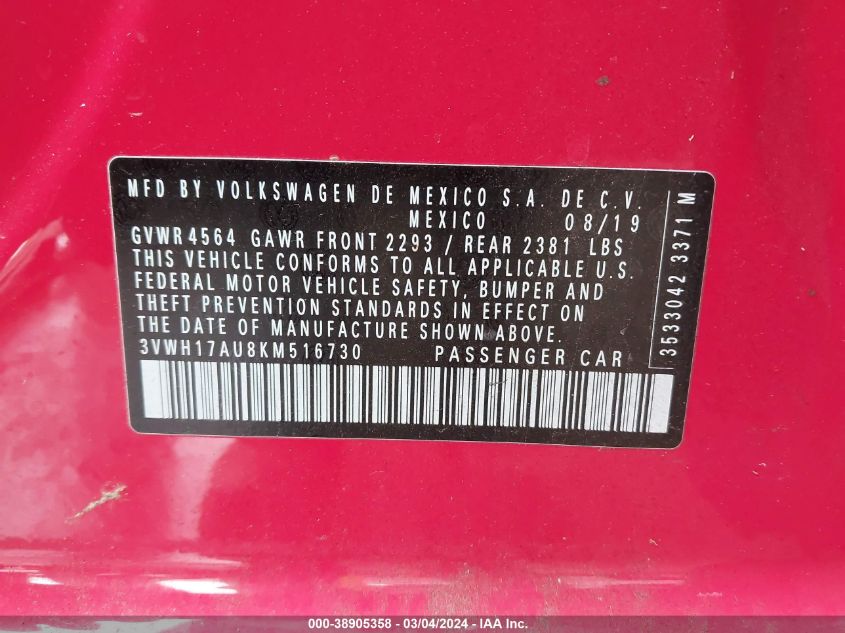 MFD BY VOLKSWAGEN DE MEXICO S.A. DE C.V.
MEXICO 08/19
GVWR 4564 GAWR FRONT 2293 / REAR 2381 LBS
THIS VEHICLE CONFORMS TO ALL APPLICABLE U.S.
FEDERAL MOTOR VEHICLE SAFETY, BUMPER AND
THEFT PREVENTION STANDARDS IN EFFECT ON
THE DATE OF MANUFACTURE SHOWN ABOVE.
3VWH17AU8KM516730 PASSENGER CAR
3533042 3371 M
000-38905358 - 03/04/2024 - IAA Inc.